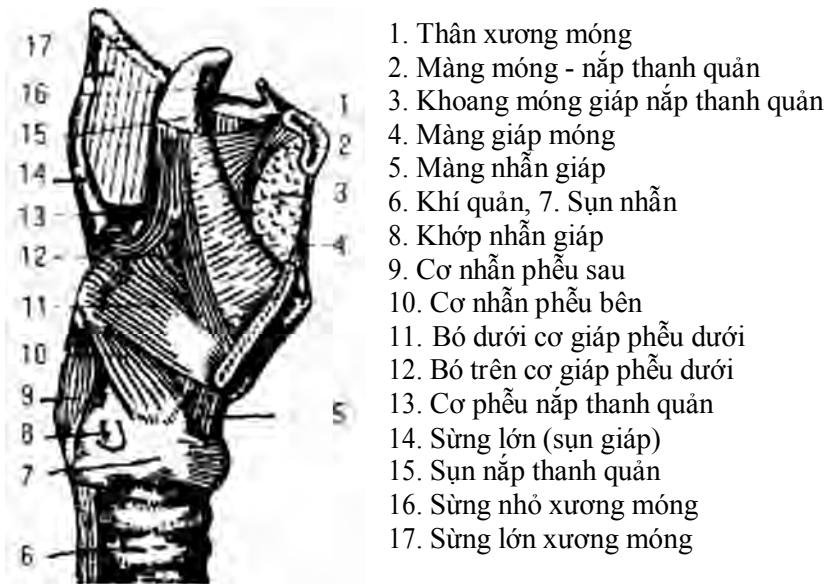 17
16
15
14
13
12
11
10
9
8
7
6
1
2
3
4
5
1. Thân xương móng
2. Màng móng - nắp thanh quản
3. Khoang móng giáp nắp thanh quản
4. Màng giáp móng
5. Màng nhẫn giáp
6. Khí quản, 7. Sụn nhẫn
8. Khớp nhẫn giáp
9. Cơ nhẫn phễu sau
10. Cơ nhẫn phễu bên
11. Bó dưới cơ giáp phễu dưới
12. Bó trên cơ giáp phễu dưới
13. Cơ phễu nắp thanh quản
14. Sừng lớn (sụn giáp)
15. Sụn nắp thanh quản
16. Sừng nhỏ xương móng
17. Sừng lớn xương móng